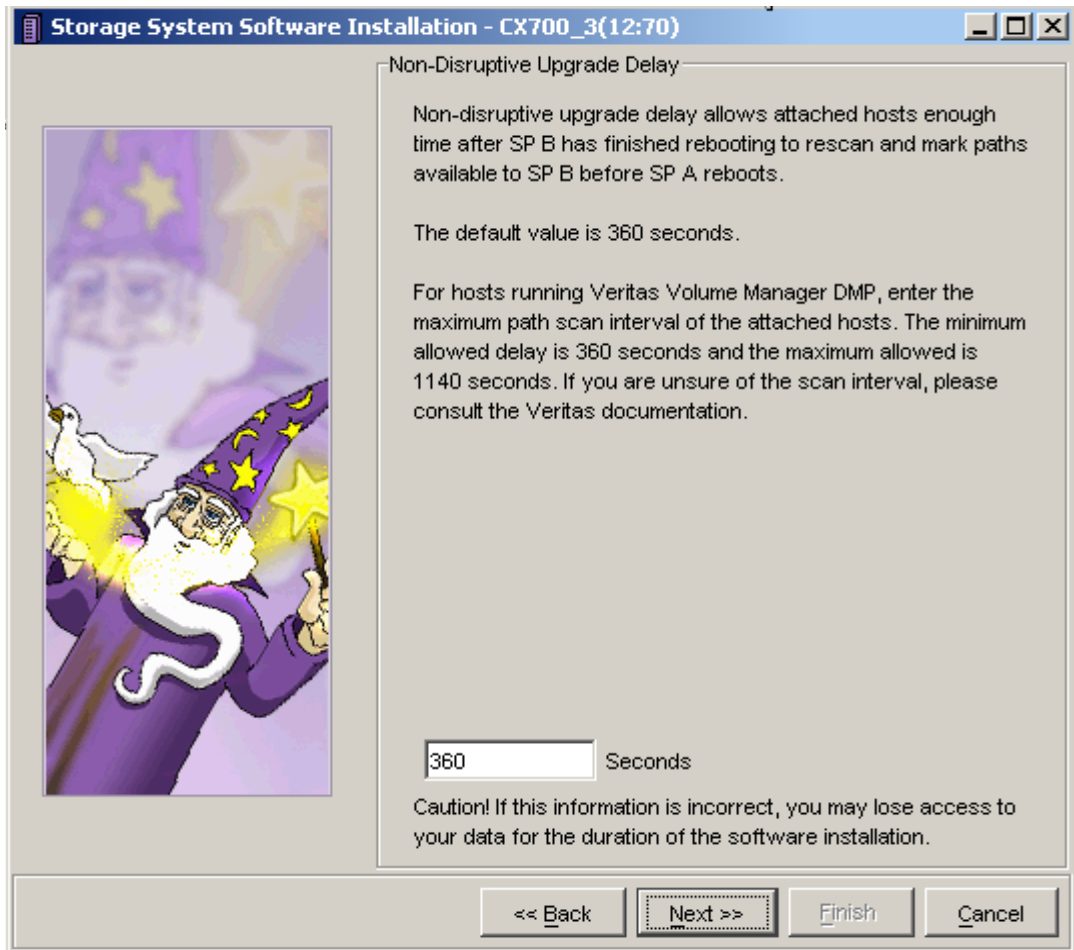 Storage System Software Installation - CX700_3(12:70)
Non-Disruptive Upgrade Delay
Non-disruptive upgrade delay allows attached hosts enough
time after SP B has finished rebooting to rescan and mark paths
available to SP B before SP A reboots.
The default value is 360 seconds.
For hosts running Veritas Volume Manager DMP, enter the
maximum path scan interval of the attached hosts. The minimum
allowed delay is 360 seconds and the maximum allowed is
1140 seconds. If you are unsure of the scan interval, please
consult the Veritas documentation.
360 Seconds
Caution! If this information is incorrect, you may lose access to
your data for the duration of the software installation.
<< Back Next >> Finish Cancel